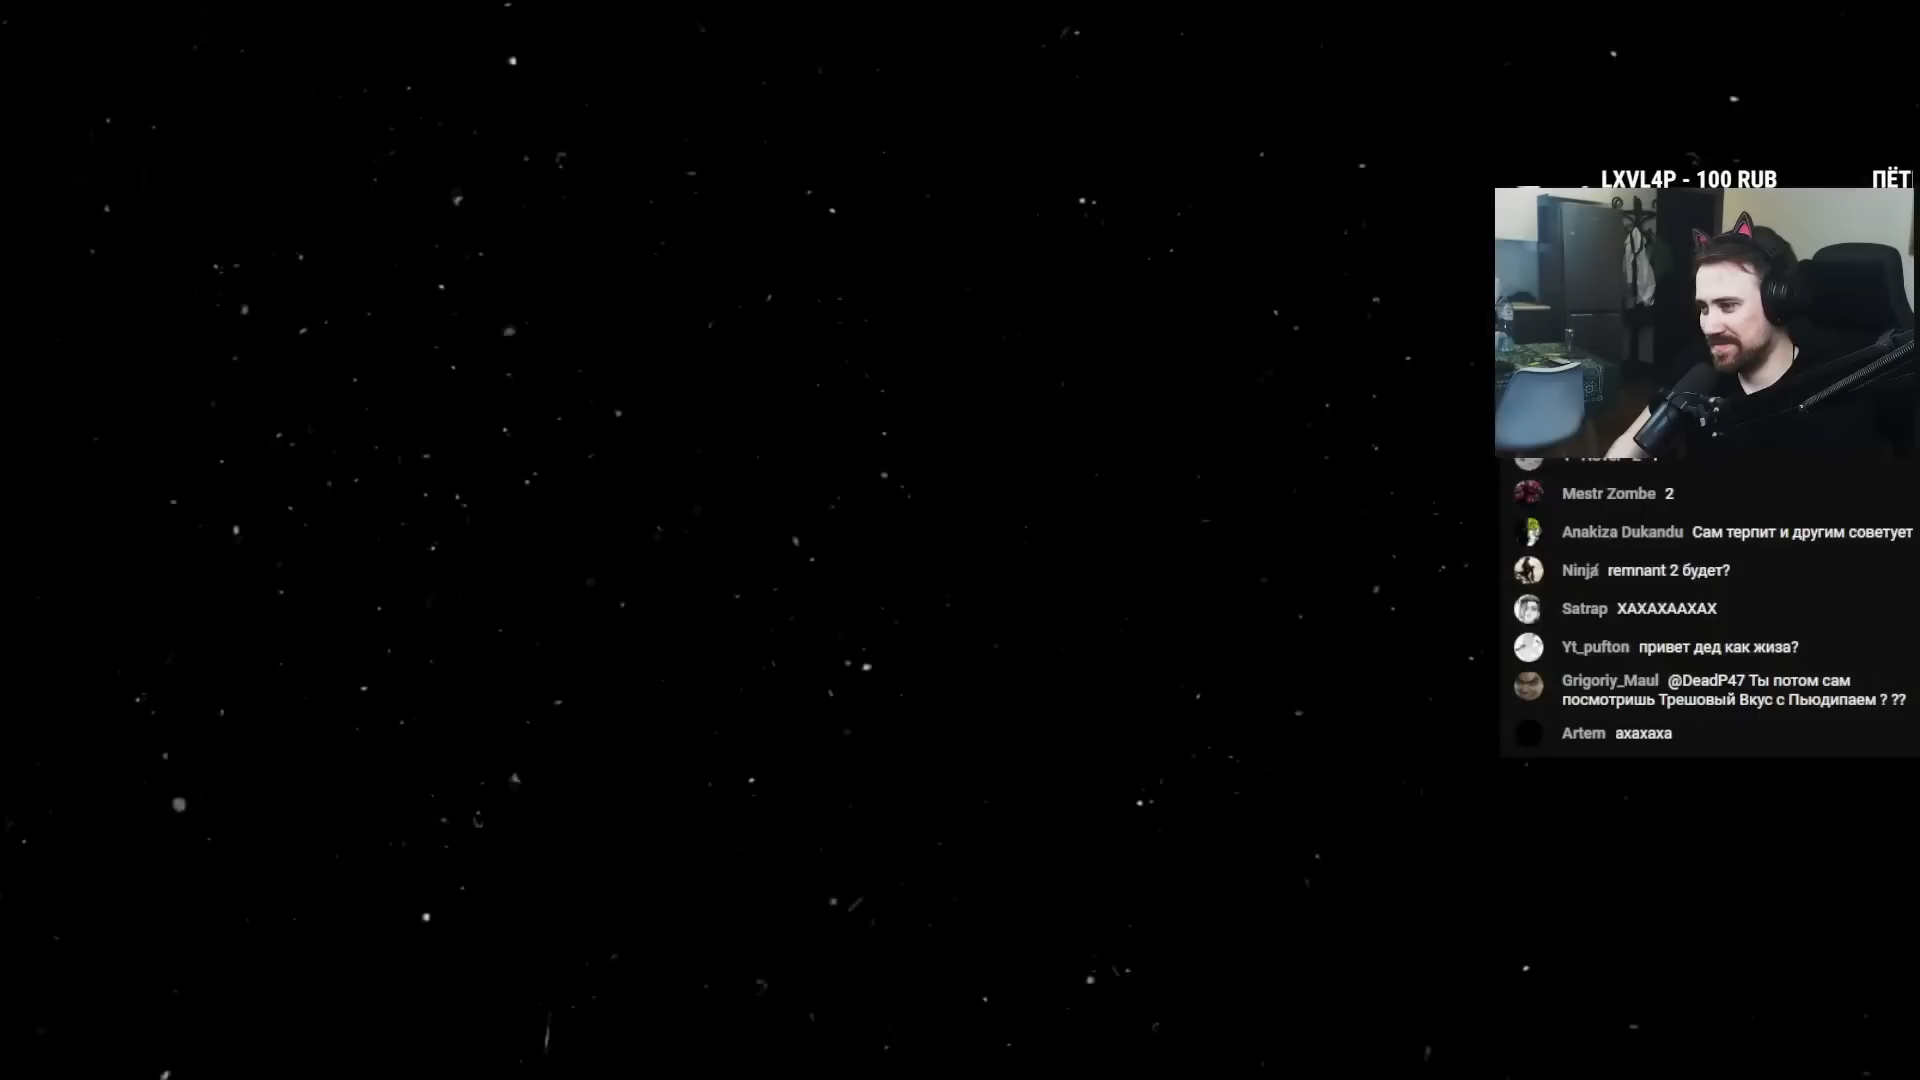 LXVL4P - 100 RUB ПЁТ
Mestr Zombe 2
Anakiza Dukandu Сам терпит и другим советует
Ninja remnant 2 будет?
Satrap ХАХАХААХАХ
Yt_pufton привет дед как жиза?
Grigoriy_Maul @DeadP47 Ты потом сам
посмотришь Трешовый Вкус с Пьюдипаем ? ??
Artem ахахаха